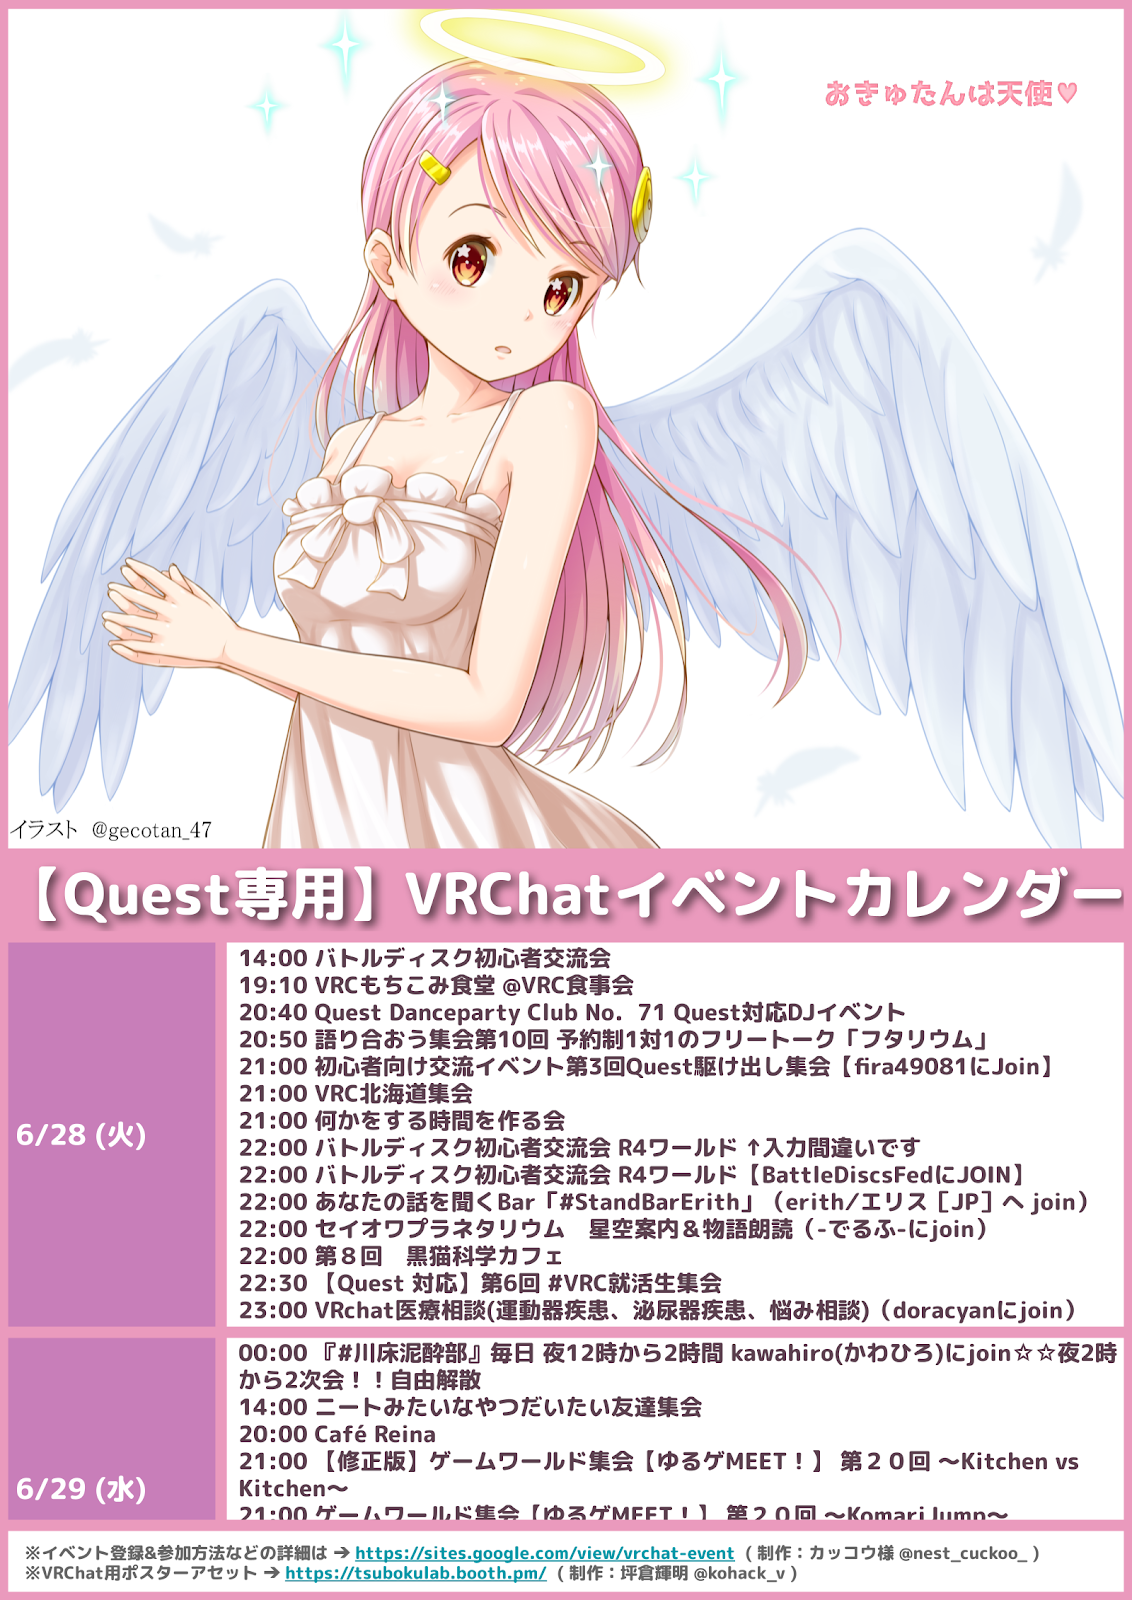 おきゅたんは天使♥
イラスト @gecotan_47
【Quest専用】VRChatイベントカレンダー
6/28 (火)
14:00 バトルディスク初心者交流会
19:10 VRCもちこみ食堂 @VRC食事会
20:40 Quest Danceparty Club No. 71 Quest対応DJイベント
20:50 語り合おう集会第10回 予約制1対1のフリートーク「フタリウム」
21:00 初心者向け交流イベント第3回Quest駆け出し集会【fira49081にJoin】
21:00 VRC北海道集会
21:00 何かをする時間を作る会
22:00 バトルディスク初心者交流会 R4ワールド ↑入力間違いです
22:00 バトルディスク初心者交流会 R4ワールド【BattleDiscsFedにJOIN】
22:00 あなたの話を聞くBar「#StandBarErith」（erith/エリス［JP］へ join）
22:00 セイオワプラネタリウム　星空案内＆物語朗読（-でるふ-にjoin）
22:00 第８回　黒猫科学カフェ
22:30 【Quest 対応】第6回 #VRC就活生集会
23:00 VRchat医療相談(運動器疾患、泌尿器疾患、悩み相談)（doracyanにjoin）
6/29 (水)
00:00 『#川床泥酔部』毎日 夜12時から2時間 kawahiro(かわひろ)にjoin☆☆夜2時
から2次会！！自由解散
14:00 ニートみたいなやつだいたい友達集会
20:00 Café Reina
21:00 【修正版】ゲームワールド集会【ゆるゲMEET！】 第２０回 〜Kitchen vs
Kitchen〜
21:00 ゲームワールド集会【ゆるゲMEET！】 第２０回 〜Komari Jump〜
※イベント登録&参加方法などの詳細は ➔ https://sites.google.com/view/vrchat-event ( 制作：カッコウ様 @nest_cuckoo_ )
※VRChat用ポスターアセット ➔ https://tsubokulab.booth.pm/ ( 制作：坪倉輝明 @kohack_v )